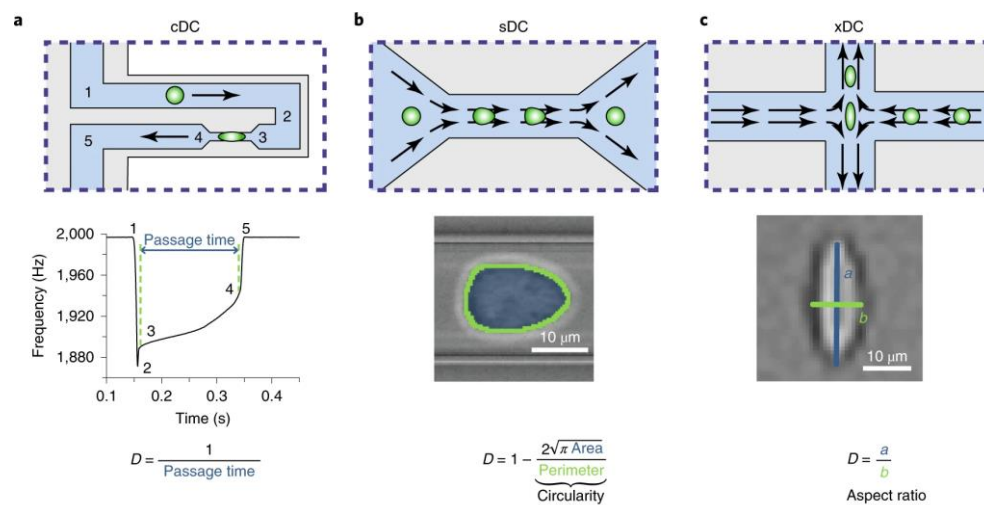 a
cDC
1
2
5
4
3
1
5
Passage time
4
3
2
2,000
1,960
1,920
1,880
Frequency (Hz)
0.1
0.2
0.3
0.4
0.5
Time (s)
D = 1 / Passage time
b
sDC
10 μm
D = 1 − 2√π Area / Perimeter
Circularity
c
xDC
a
b
10 μm
D = a / b
Aspect ratio